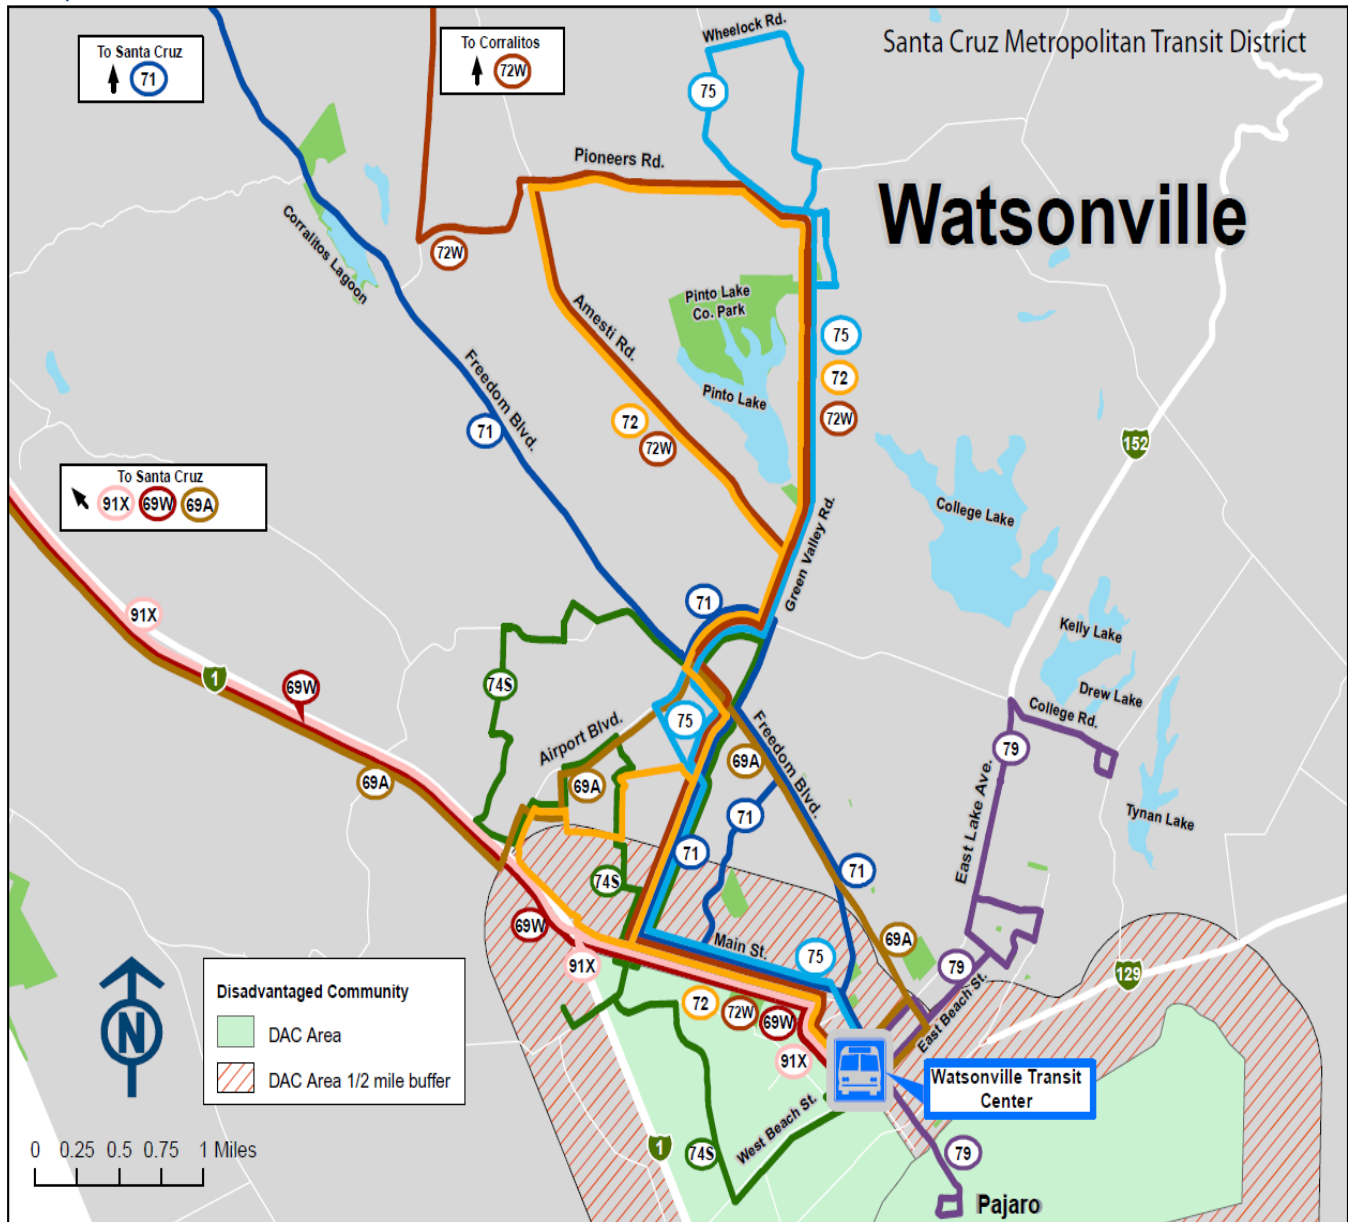 To Santa Cruz
71
To Corralitos
72W
Wheelock Rd.
Santa Cruz Metropolitan Transit District
75
Pioneers Rd.
Watsonville
Corralitos Lagoon
72W
Pinto Lake
Co. Park
Amesti Rd.
75
72
72W
Pinto Lake
Freedom Blvd.
71
72
72W
152
To Santa Cruz
91X 69W 69A
College Lake
Green Valley Rd.
91X
71
Kelly Lake
1
69W
74S
Drew Lake
College Rd.
75
Airport Blvd.
Freedom Blvd.
79
69A
69A
69A
71
East Lake Ave.
Tynan Lake
71
71
74S
69W
Main St.
75
69A
79
91X
129
East Beach St.
72
72W
69W
91X
N
Disadvantaged Community
DAC Area
DAC Area 1/2 mile buffer
Watsonville Transit
Center
West Beach St.
0 0.25 0.5 0.75 1 Miles
1
74S
79
Pajaro